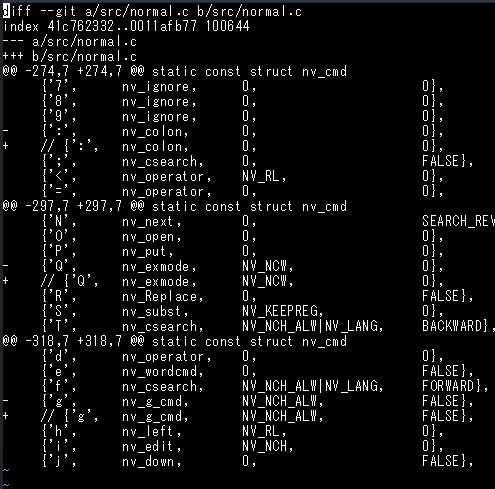 diff --git a/src/normal.c b/src/normal.c
index 41c762332..0011afb77 100644
--- a/src/normal.c
+++ b/src/normal.c
@@ -274,7 +274,7 @@ static const struct nv_cmd
     {'7',      nv_ignore,      0,                      0},
     {'8',      nv_ignore,      0,                      0},
     {'9',      nv_ignore,      0,                      0},
-    {':',      nv_colon,       0,                      0},
+    // {':',   nv_colon,       0,                      0},
     {';',      nv_csearch,     0,                      FALSE},
     {'<',      nv_operator,    NV_RL,                  0},
     {'=',      nv_operator,    0,                      0},
@@ -297,7 +297,7 @@ static const struct nv_cmd
     {'N',      nv_next,        0,                      SEARCH_REV
     {'O',      nv_open,        0,                      0},
     {'P',      nv_put,         0,                      0},
-    {'Q',      nv_exmode,      NV_NCW,                 0},
+    // {'Q',   nv_exmode,      NV_NCW,                 0},
     {'R',      nv_Replace,     0,                      FALSE},
     {'S',      nv_subst,       NV_KEEPREG,             0},
     {'T',      nv_csearch,     NV_NCH_ALW|NV_LANG,     BACKWARD},
@@ -318,7 +318,7 @@ static const struct nv_cmd
     {'d',      nv_operator,    0,                      0},
     {'e',      nv_wordcmd,     0,                      FALSE},
     {'f',      nv_csearch,     NV_NCH_ALW|NV_LANG,     FORWARD},
-    {'g',      nv_g_cmd,       NV_NCH_ALW,             FALSE},
+    // {'g',   nv_g_cmd,       NV_NCH_ALW,             FALSE},
     {'h',      nv_left,        NV_RL,                  0},
     {'i',      nv_edit,        NV_NCH,                 0},
     {'j',      nv_down,        0,                      FALSE},
~
~